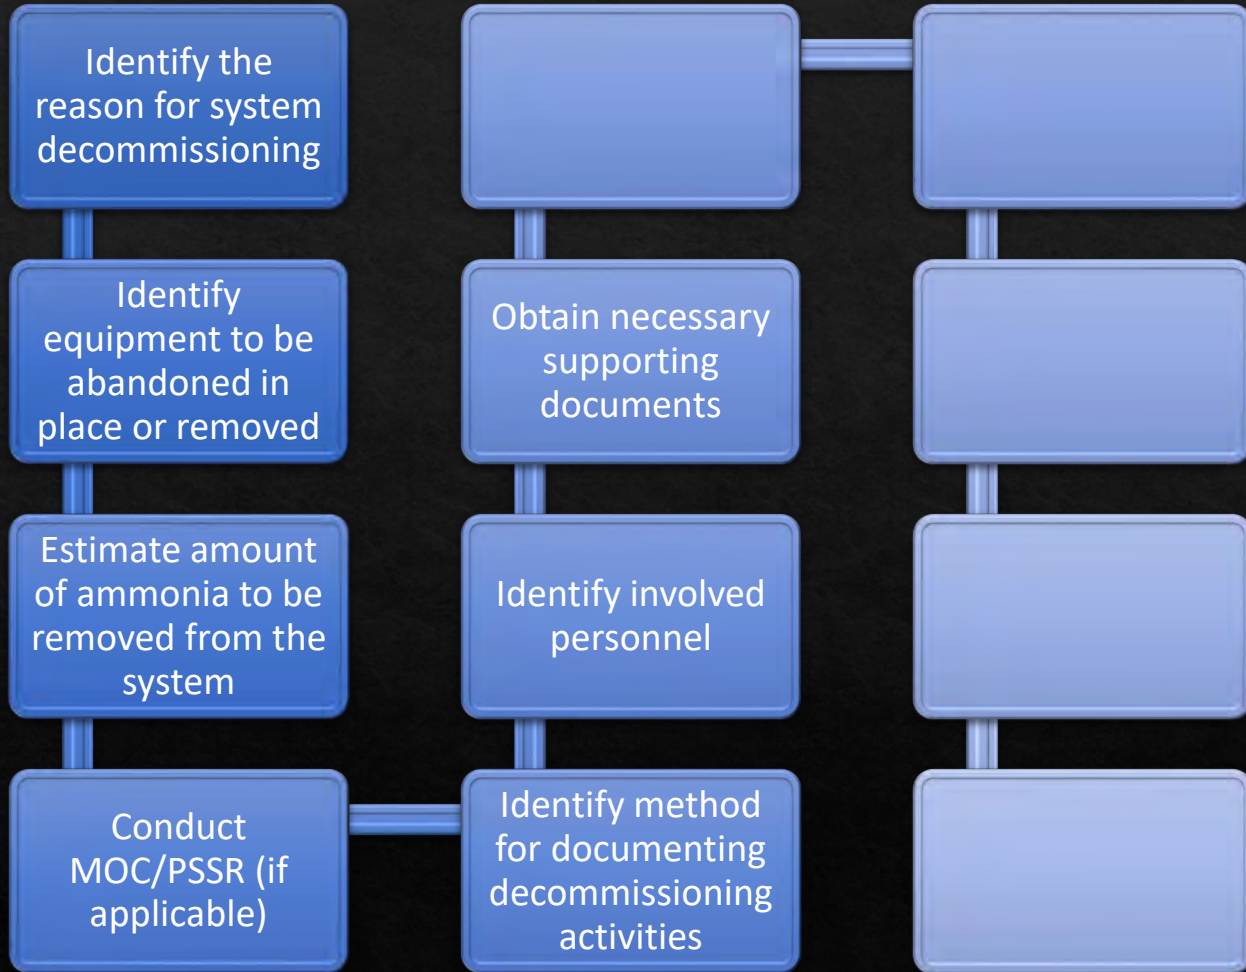 Identify the
reason for system
decommissioning
Identify
equipment to be
abandoned in
place or removed
Estimate amount
of ammonia to be
removed from the
system
Conduct
MOC/PSSR (if
applicable)
Identify method
for documenting
decommissioning
activities
Identify involved
personnel
Obtain necessary
supporting
documents